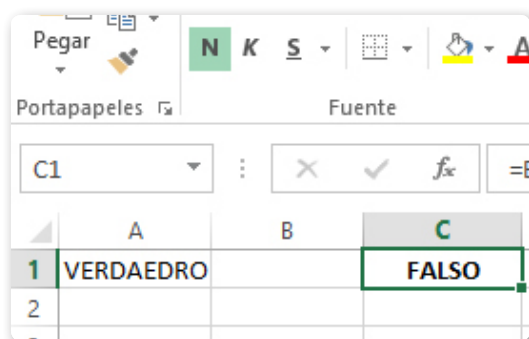 Pegar
N K S A
Portapapeles Fuente
C1 fx =E
A B C
1 VERDAEDRO FALSO
2